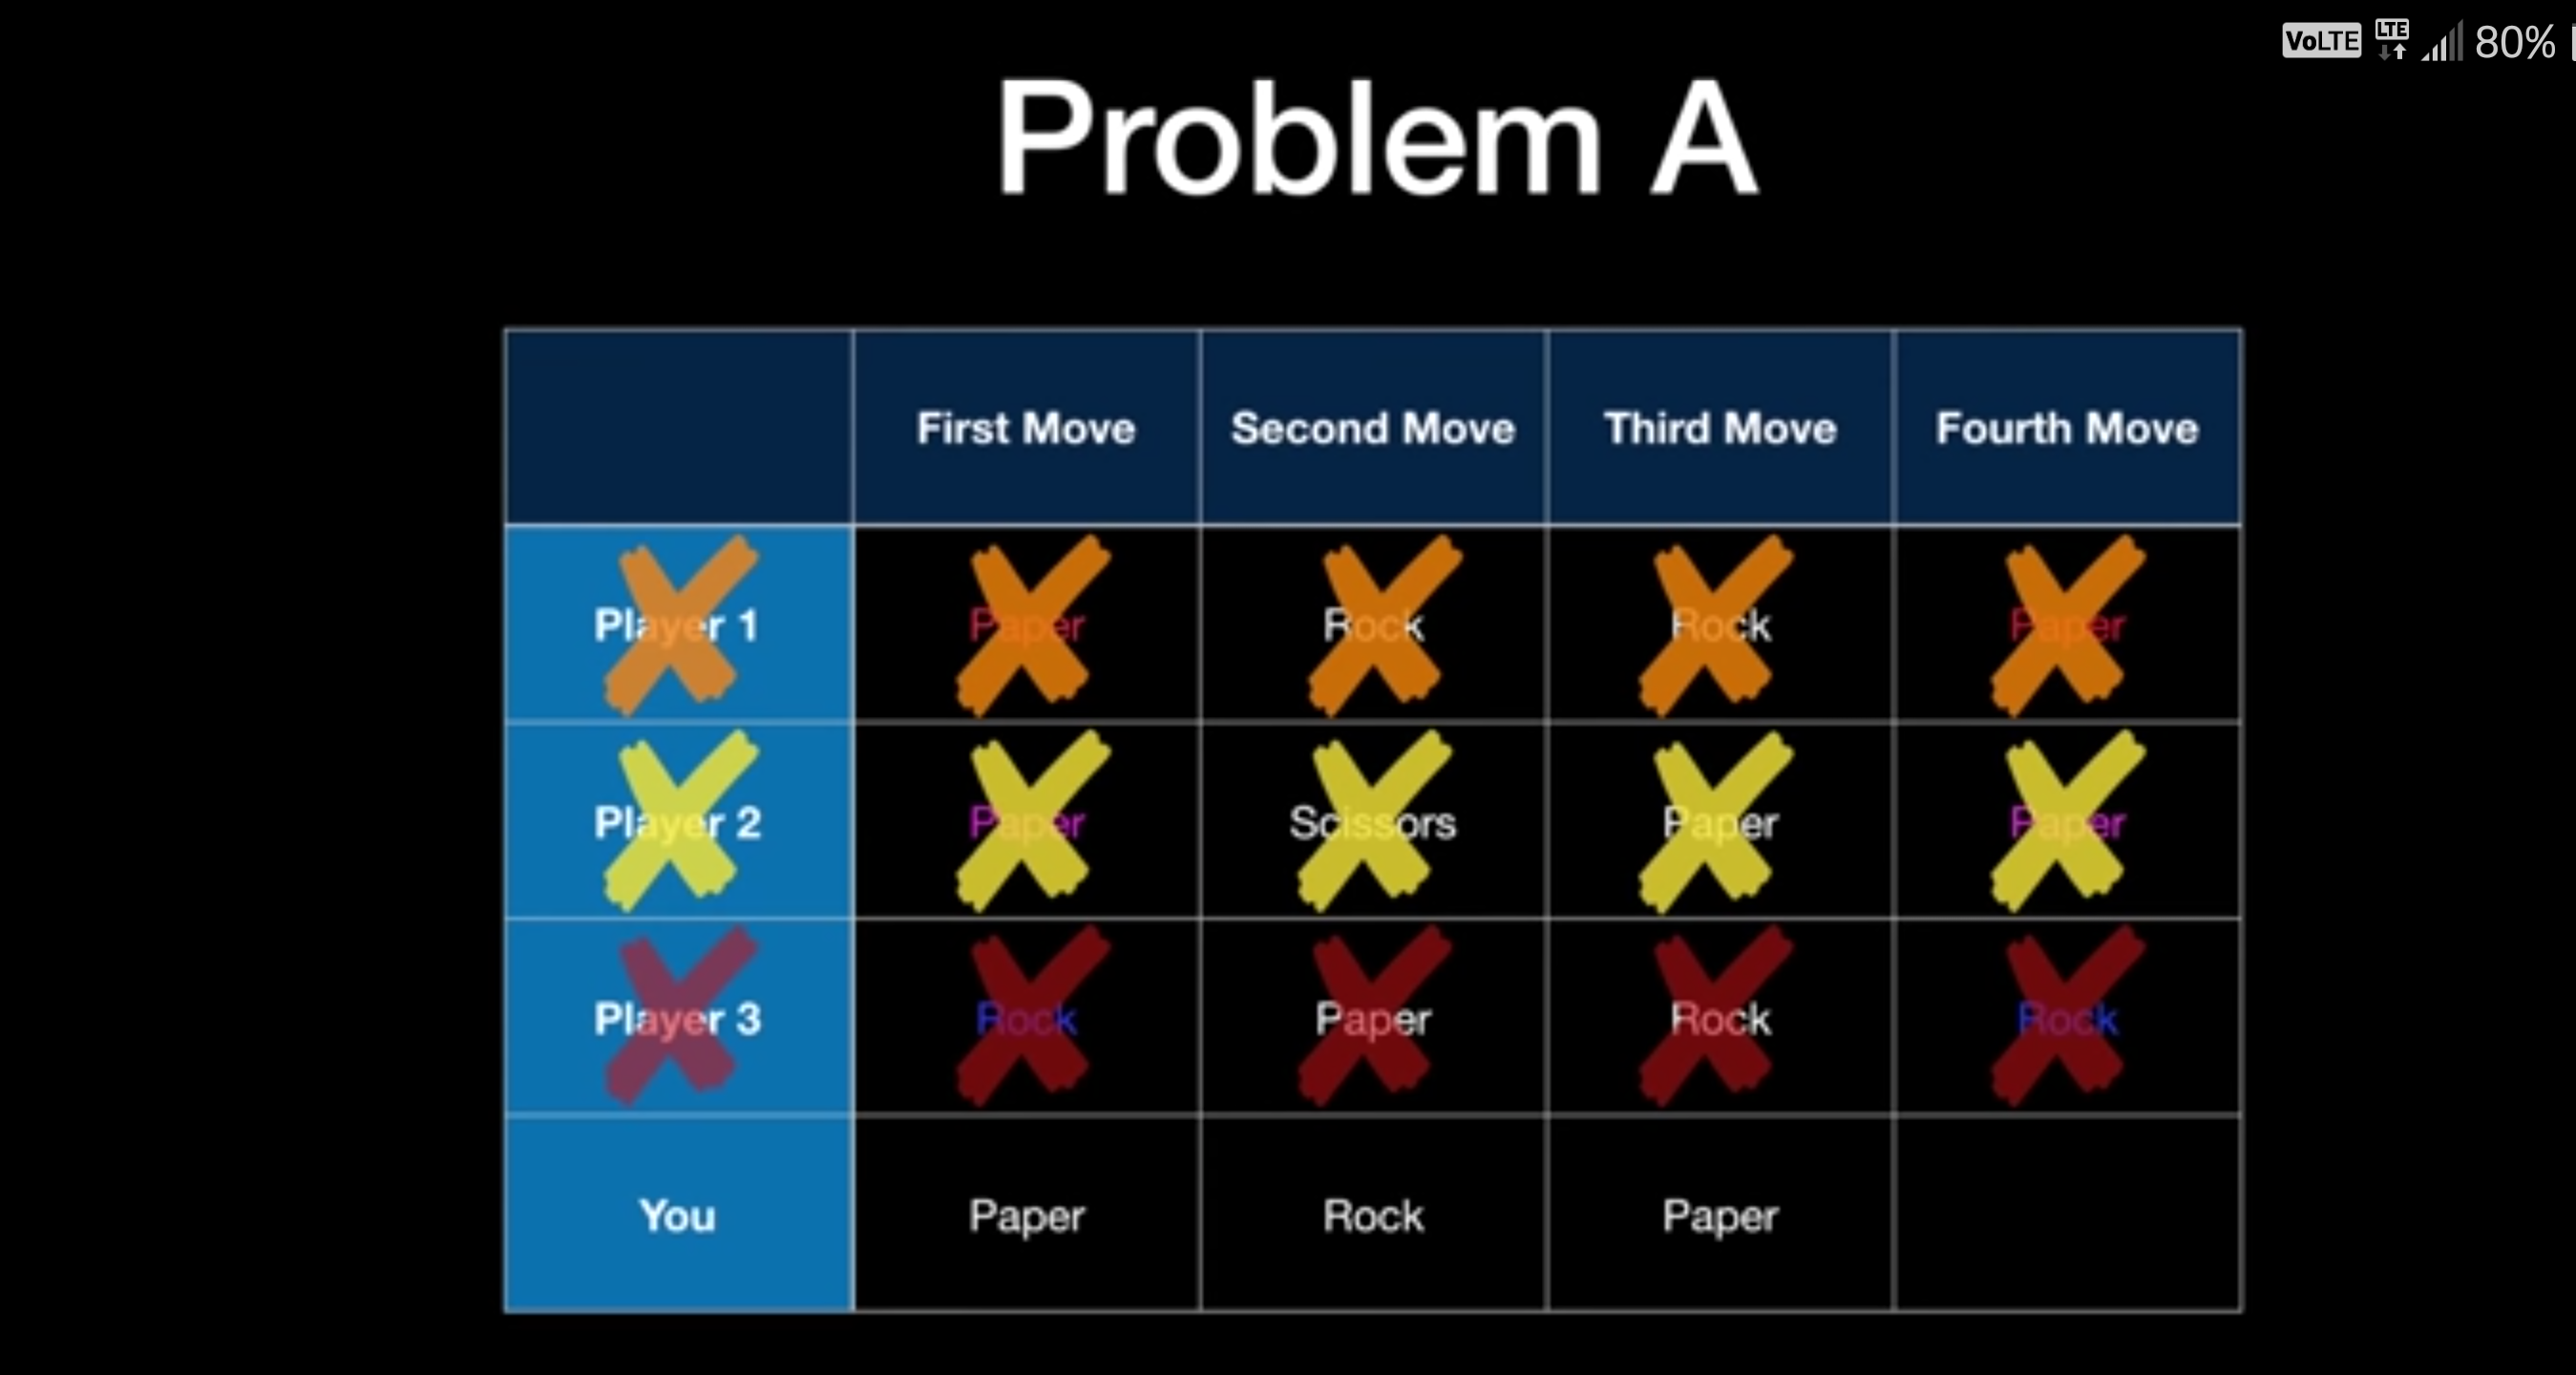 VoLTE LTE 80%
Problem A
First Move Second Move Third Move Fourth Move
Player 1 Paper Rock Rock Paper
Player 2 Paper Scissors Paper Paper
Player 3 Rock Paper Rock Rock
You Paper Rock Paper